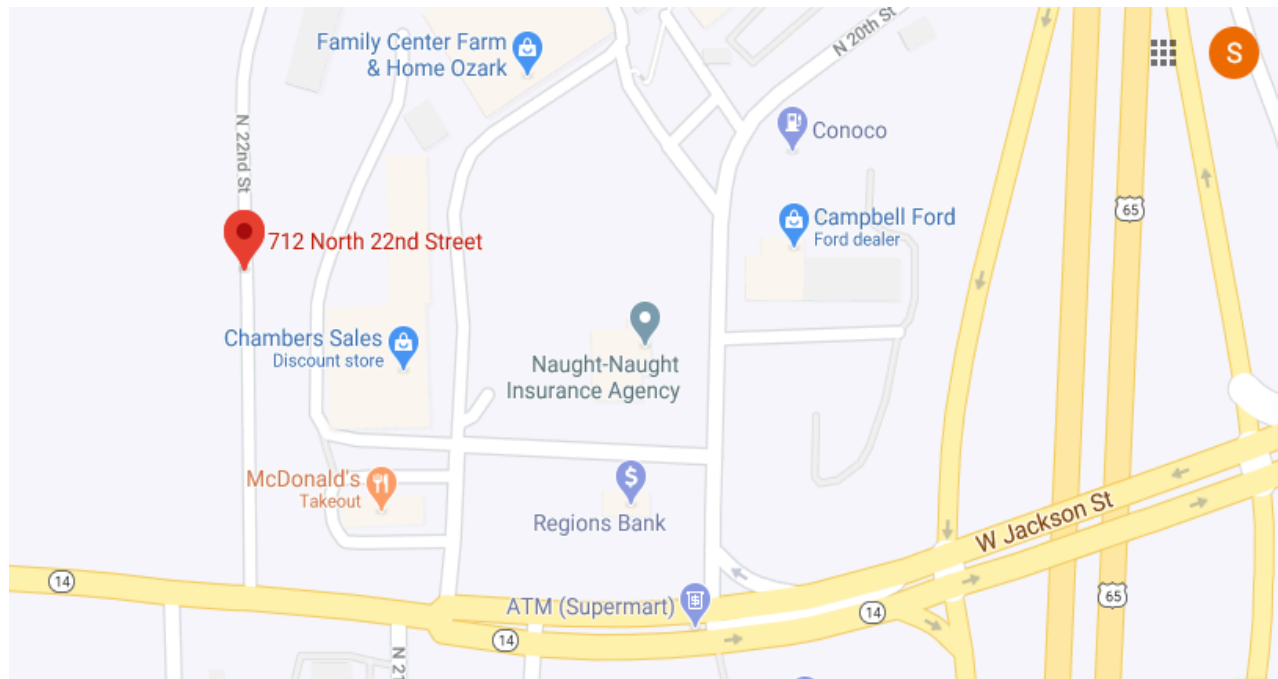 Family Center Farm
& Home Ozark
N 20th St
S
Conoco
N 22nd St
65
Campbell Ford
Ford dealer
712 North 22nd Street
Chambers Sales
Discount store
Naught-Naught
Insurance Agency
McDonald's
Takeout
Regions Bank
W Jackson St
14
ATM (Supermart)
14
65
14
N 21